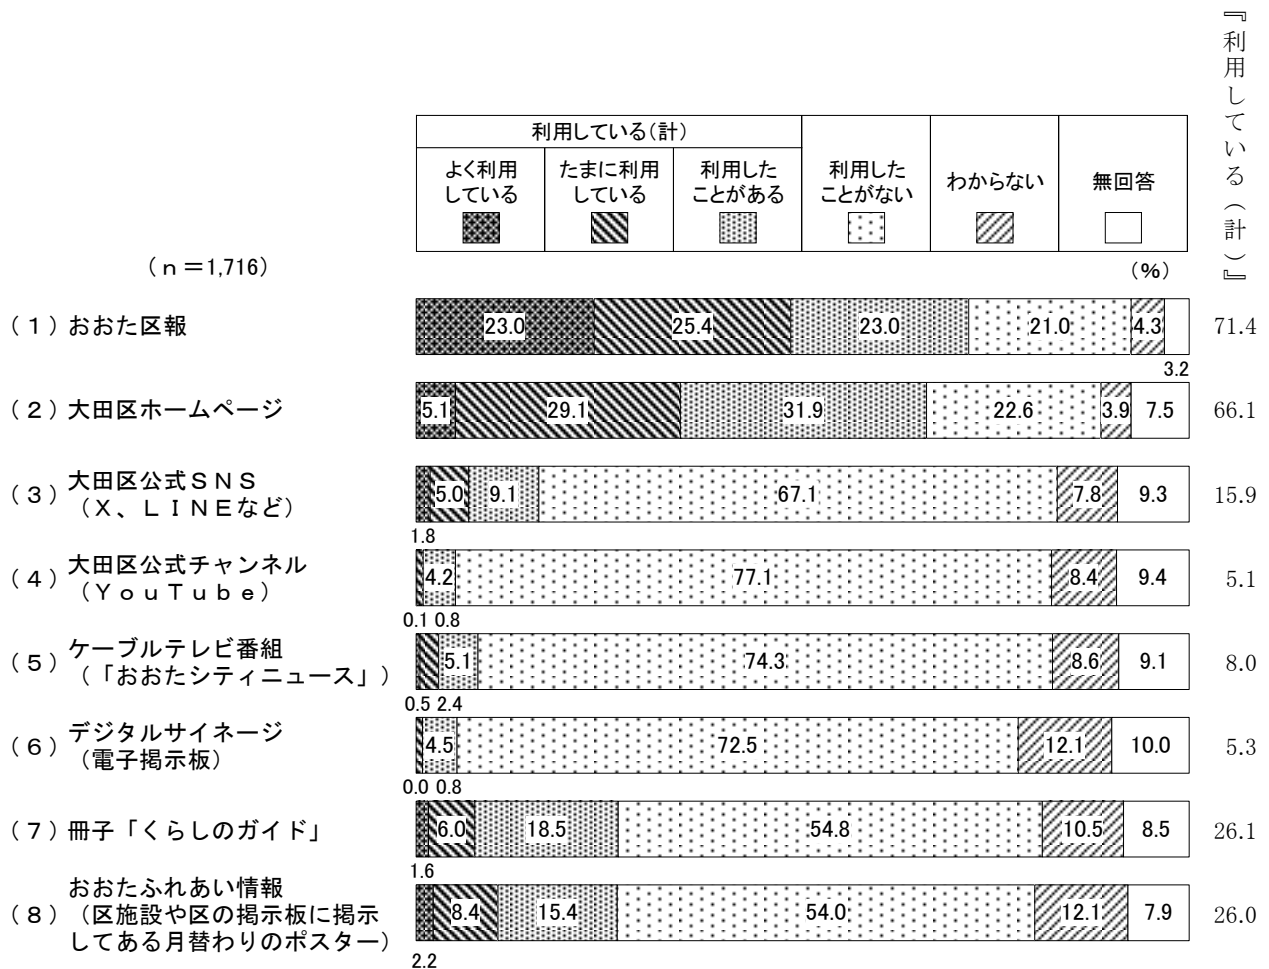 『利用している(計)』
利用している(計)
よく利用
している
たまに利用
している
利用した
ことがある
利用した
ことがない
わからない
無回答
(n=1,716)
(%)
(1)おおた区報
23.0 25.4 23.0 21.0 4.3 71.4
3.2
(2)大田区ホームページ
5.1 29.1 31.9 22.6 3.9 7.5 66.1
(3)大田区公式SNS
(X、LINEなど)
5.0 9.1 67.1 7.8 9.3 15.9
1.8
(4)大田区公式チャンネル
(YouTube)
4.2 77.1 8.4 9.4 5.1
0.1 0.8
(5)ケーブルテレビ番組
(「おおたシティニュース」)
5.1 74.3 8.6 9.1 8.0
0.5 2.4
(6)デジタルサイネージ
(電子掲示板)
4.5 72.5 12.1 10.0 5.3
0.0 0.8
(7)冊子「くらしのガイド」
6.0 18.5 54.8 10.5 8.5 26.1
1.6
おおたふれあい情報
(8)(区施設や区の掲示板に掲示
してある月替わりのポスター)
8.4 15.4 54.0 12.1 7.9 26.0
2.2